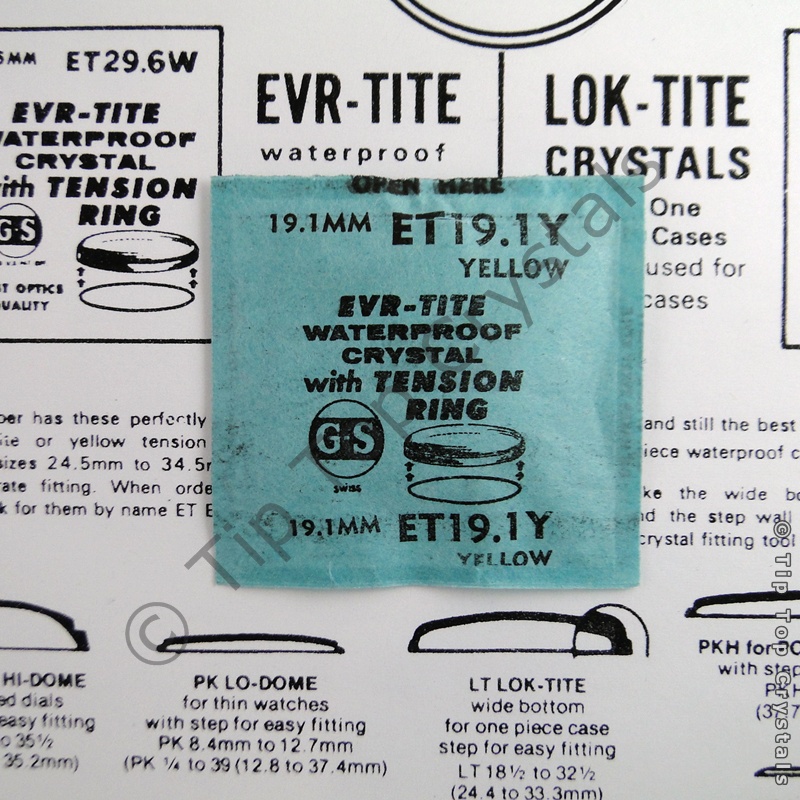 5MM ET29.6W
EVR-TITE
WATERPROOF
CRYSTAL
with TENSION
RING
G-S
OPTICS
QUALITY
EVR-TITE
waterproof
LOK-TITE
CRYSTALS
One
Cases
used for
cases
OPEN HERE
19.1MM ET19.1Y
YELLOW
EVR-TITE
WATERPROOF
CRYSTAL
with TENSION
RING
G-S
SWISS
19.1MM ET19.1Y
YELLOW
has these perfectly
or yellow tension
sizes 24.5mm to 34.5
fitting. When
for them by name ET
and still the best
piece waterproof
the wide
the step wall
crystal fitting tool
HI-DOME
dials
easy fitting
35½
35.2mm)
PK LO-DOME
for thin watches
with step for easy fitting
PK 8.4mm to 12.7mm
(PK ¼ to 39 (12.8 to 37.4mm)
LT LOK-TITE
wide bottom
for one piece case
step for easy fitting
LT 18½ to 32½
(24.4 to 33.3mm)
PKH for
with step
© Tip Top Crystals
© Tip Top Crystals